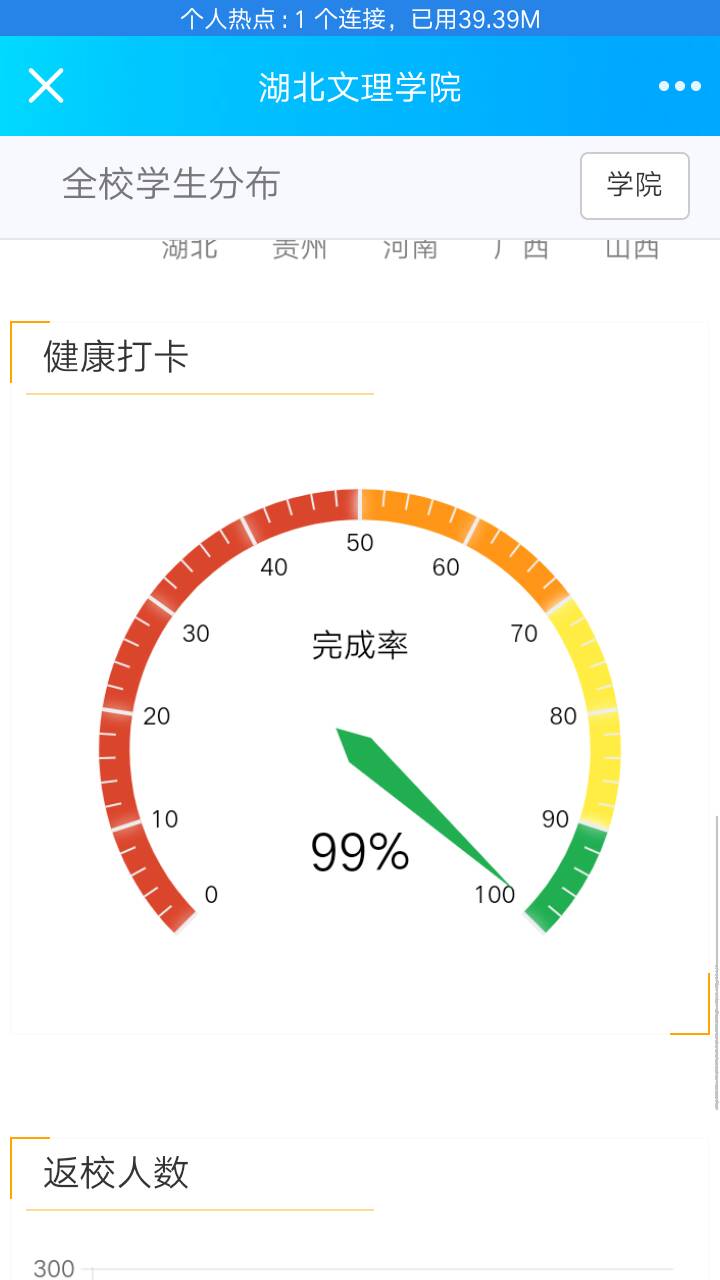 个人热点 : 1 个连接，已用39.39M
湖北文理学院
全校学生分布
学院
湖北 贵州 河南 广西 山西
健康打卡
50
40 60
30 70
完成率
20 80
10 90
99%
0 100
返校人数
300